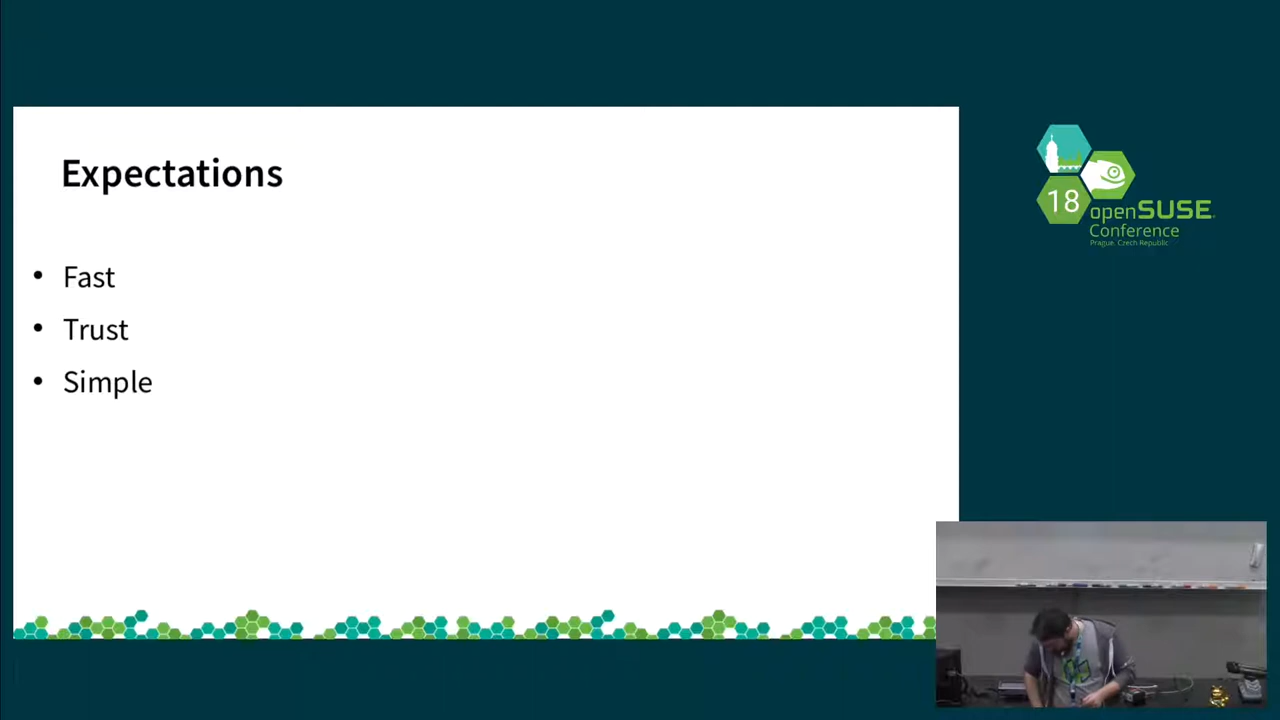 Expectations
• Fast
• Trust
• Simple
18
openSUSE
Conference
Prague, Czech Republic